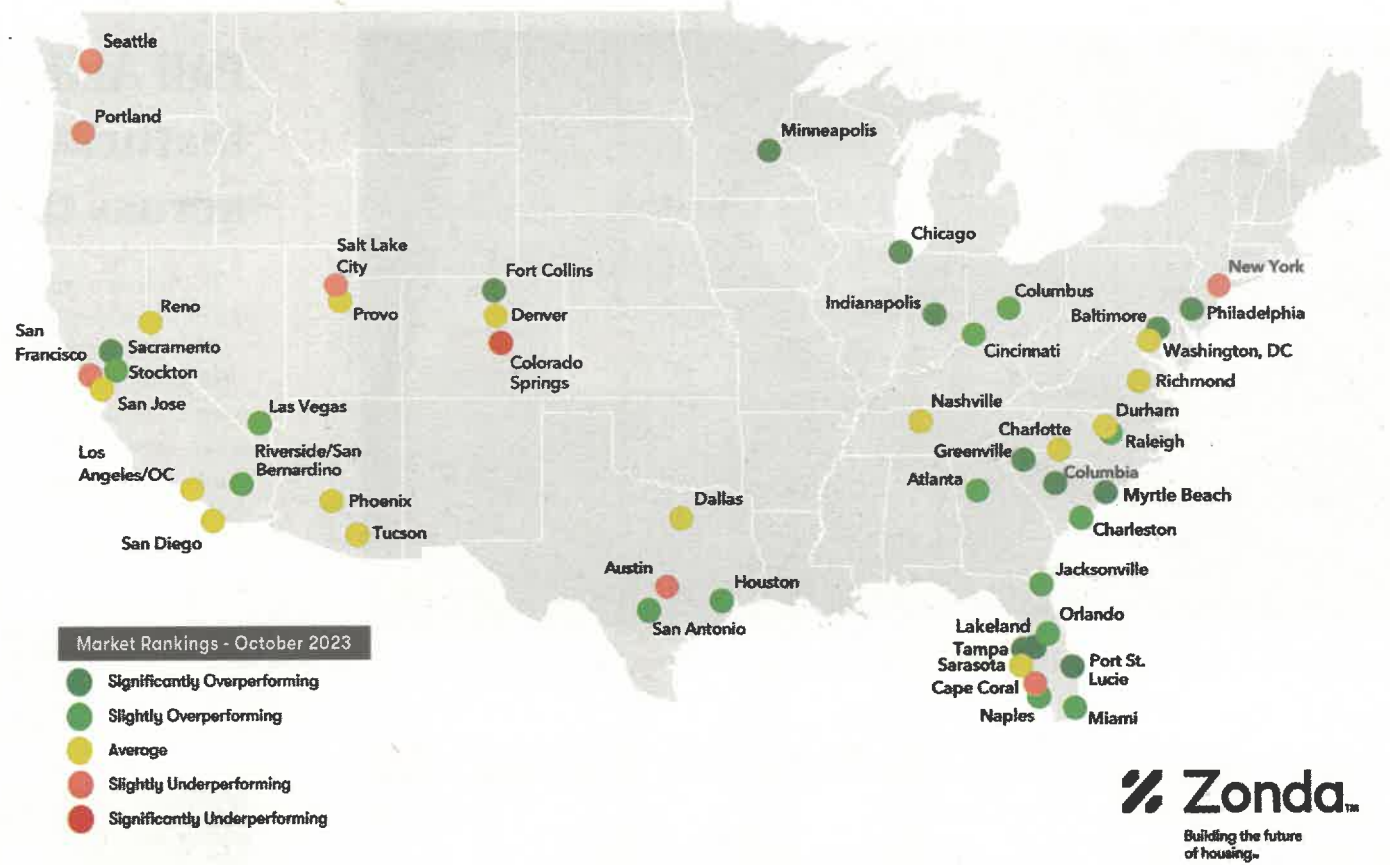 Seattle
Portland
Minneapolis
Chicago
Salt Lake
City
Fort Collins
New York
Reno
Provo
Denver
Indianapolis
Columbus
Baltimore
Philadelphia
San
Francisco
Sacramento
Stockton
San Jose
Colorado
Springs
Cincinnati
Washington, DC
Richmond
Las Vegas
Nashville
Durham
Charlotte
Raleigh
Los
Angeles/OC
Riverside/San
Bernardino
Greenville
Columbia
Atlanta
Myrtle Beach
Phoenix
Dallas
Charleston
San Diego
Tucson
Austin
Houston
San Antonio
Jacksonville
Orlando
Lakeland
Tampa
Sarasota
Port St.
Lucie
Cape Coral
Naples
Miami
Market Rankings - October 2023
Significantly Overperforming
Slightly Overperforming
Average
Slightly Underperforming
Significantly Underperforming
Zonda™
Building the future
of housing™